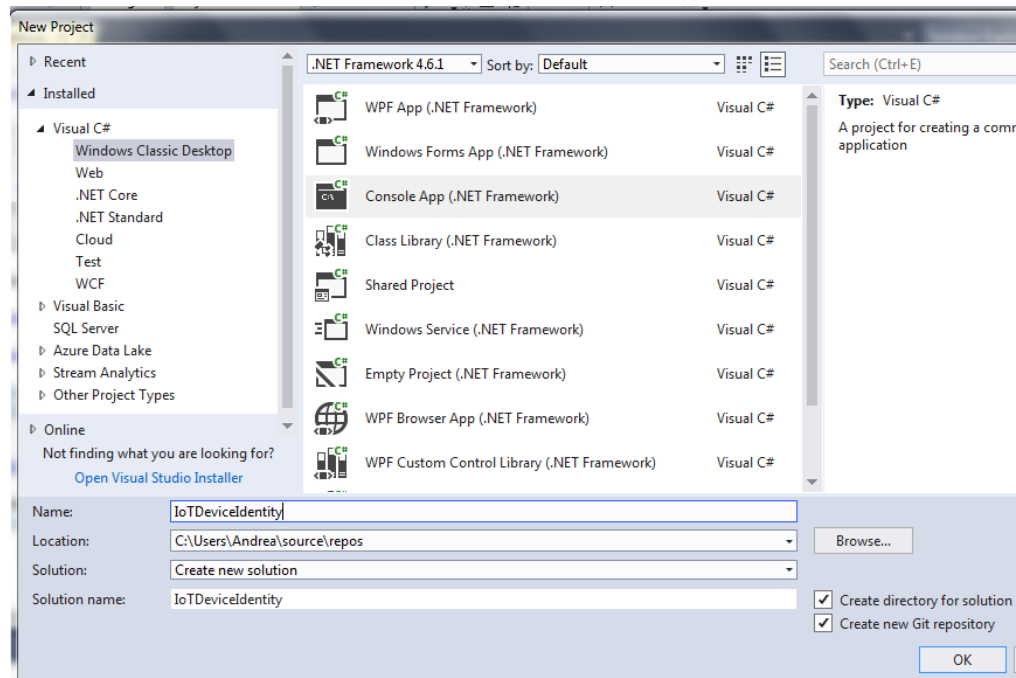 New Project
Recent
Installed
Visual C#
Windows Classic Desktop
Web
.NET Core
.NET Standard
Cloud
Test
WCF
Visual Basic
SQL Server
Azure Data Lake
Stream Analytics
Other Project Types
Online
Not finding what you are looking for?
Open Visual Studio Installer
.NET Framework 4.6.1 Sort by: Default
WPF App (.NET Framework) Visual C#
Windows Forms App (.NET Framework) Visual C#
Console App (.NET Framework) Visual C#
Class Library (.NET Framework) Visual C#
Shared Project Visual C#
Windows Service (.NET Framework) Visual C#
Empty Project (.NET Framework) Visual C#
WPF Browser App (.NET Framework) Visual C#
WPF Custom Control Library (.NET Framework) Visual C#
Search (Ctrl+E)
Type: Visual C#
A project for creating a comr
application
Name: IoTDeviceIdentity
Location: C:\Users\Andrea\source\repos
Browse...
Solution: Create new solution
Solution name: IoTDeviceIdentity
Create directory for solution
Create new Git repository
OK